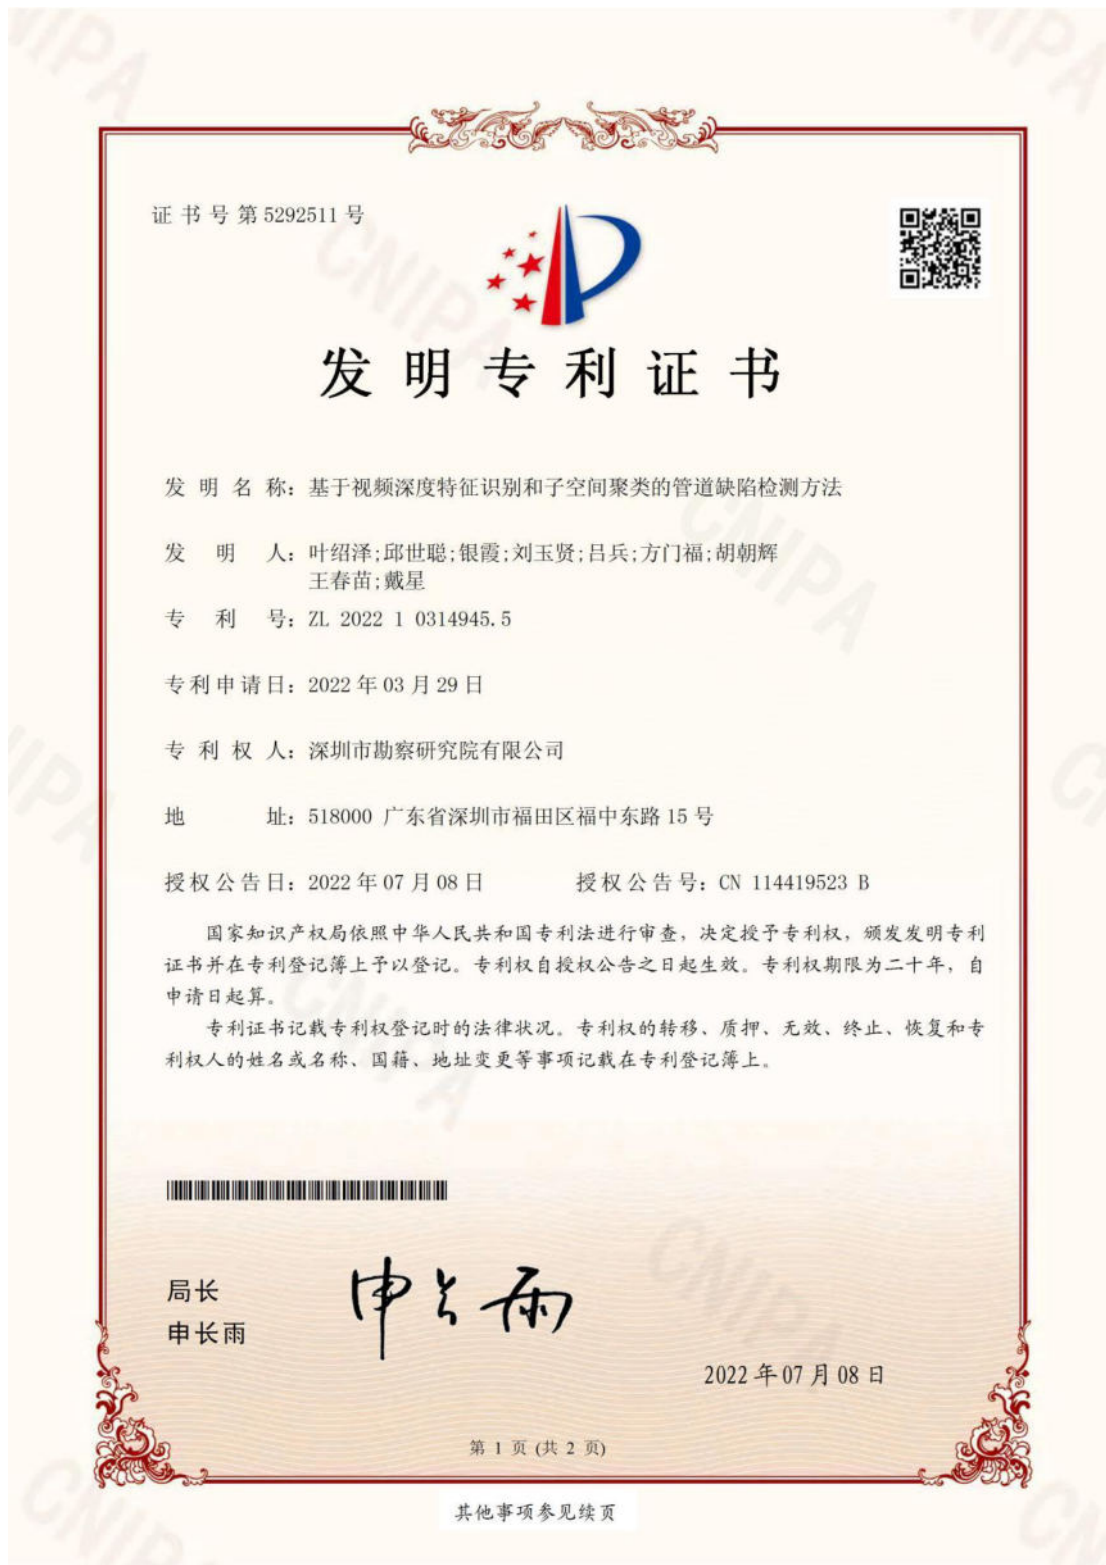 证书号第5292511号
发明专利证书
发明名称：基于视频深度特征识别和子空间聚类的管道缺陷检测方法
发明人：叶绍泽;邱世聪;银霞;刘玉贤;吕兵;方门福;胡朝辉
王春苗;戴星
专利号：ZL 2022 1 0314945.5
专利申请日：2022年03月29日
专利权人：深圳市勘察研究院有限公司
地址：518000 广东省深圳市福田区福中东路15号
授权公告日：2022年07月08日 授权公告号：CN 114419523 B
国家知识产权局依照中华人民共和国专利法进行审查，决定授予专利权，颁发发明专利
证书并在专利登记簿上予以登记。专利权自授权公告之日起生效。专利权期限为二十年，自
申请日起算。
专利证书记载专利权登记时的法律状况。专利权的转移、质押、无效、终止、恢复和专
利权人的姓名或名称、国籍、地址变更等事项记载在专利登记簿上。
局长
申长雨
申长雨
2022年07月08日
第 1 页 (共 2 页)
其他事项参见续页
CNIPA